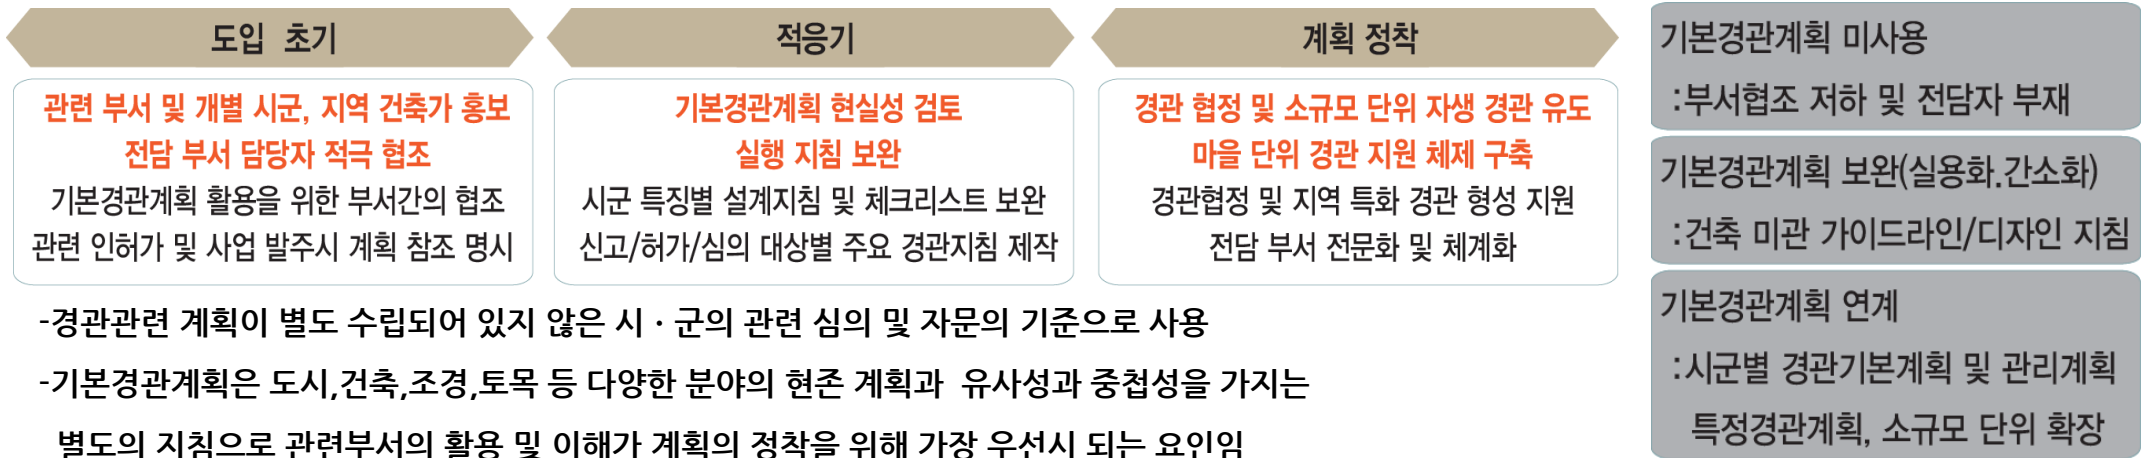 도입 초기
관련 부서 및 개별 시군, 지역 건축가 홍보
전담 부서 담당자 적극 협조
기본경관계획 활용을 위한 부서간의 협조
관련 인허가 및 사업 발주시 계획 참조 명시
적응기
기본경관계획 현실성 검토
실행 지침 보완
시군 특징별 설계지침 및 체크리스트 보완
신고/허가/심의 대상별 주요 경관지침 제작
계획 정착
경관 협정 및 소규모 단위 자생 경관 유도
마을 단위 경관 지원 체제 구축
경관협정 및 지역 특화 경관 형성 지원
전담 부서 전문화 및 체계화
-경관관련 계획이 별도 수립되어 있지 않은 시·군의 관련 심의 및 자문의 기준으로 사용
-기본경관계획은 도시,건축,조경,토목 등 다양한 분야의 현존 계획과 유사성과 중첩성을 가지는
별도의 지침으로 관련부서의 활용 및 이해가 계획의 정착을 위해 가장 우선시 되는 요인임
기본경관계획 미사용
:부서협조 저하 및 전담자 부재
기본경관계획 보완(실용화.간소화)
:건축 미관 가이드라인/디자인 지침
기본경관계획 연계
:시군별 경관기본계획 및 관리계획
특정경관계획, 소규모 단위 확장